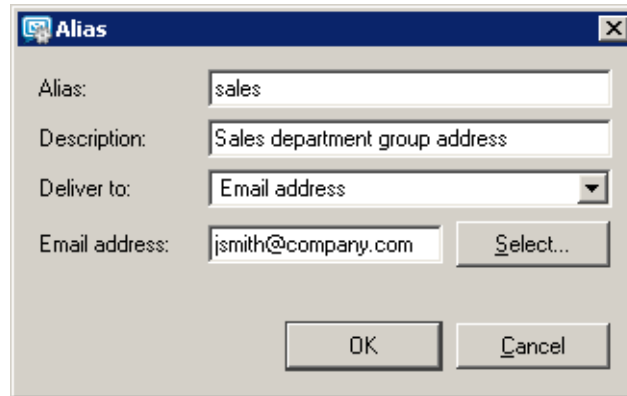 Alias
Alias: sales
Description: Sales department group address
Deliver to: Email address
Email address: jsmith@company.com Select...
OK Cancel